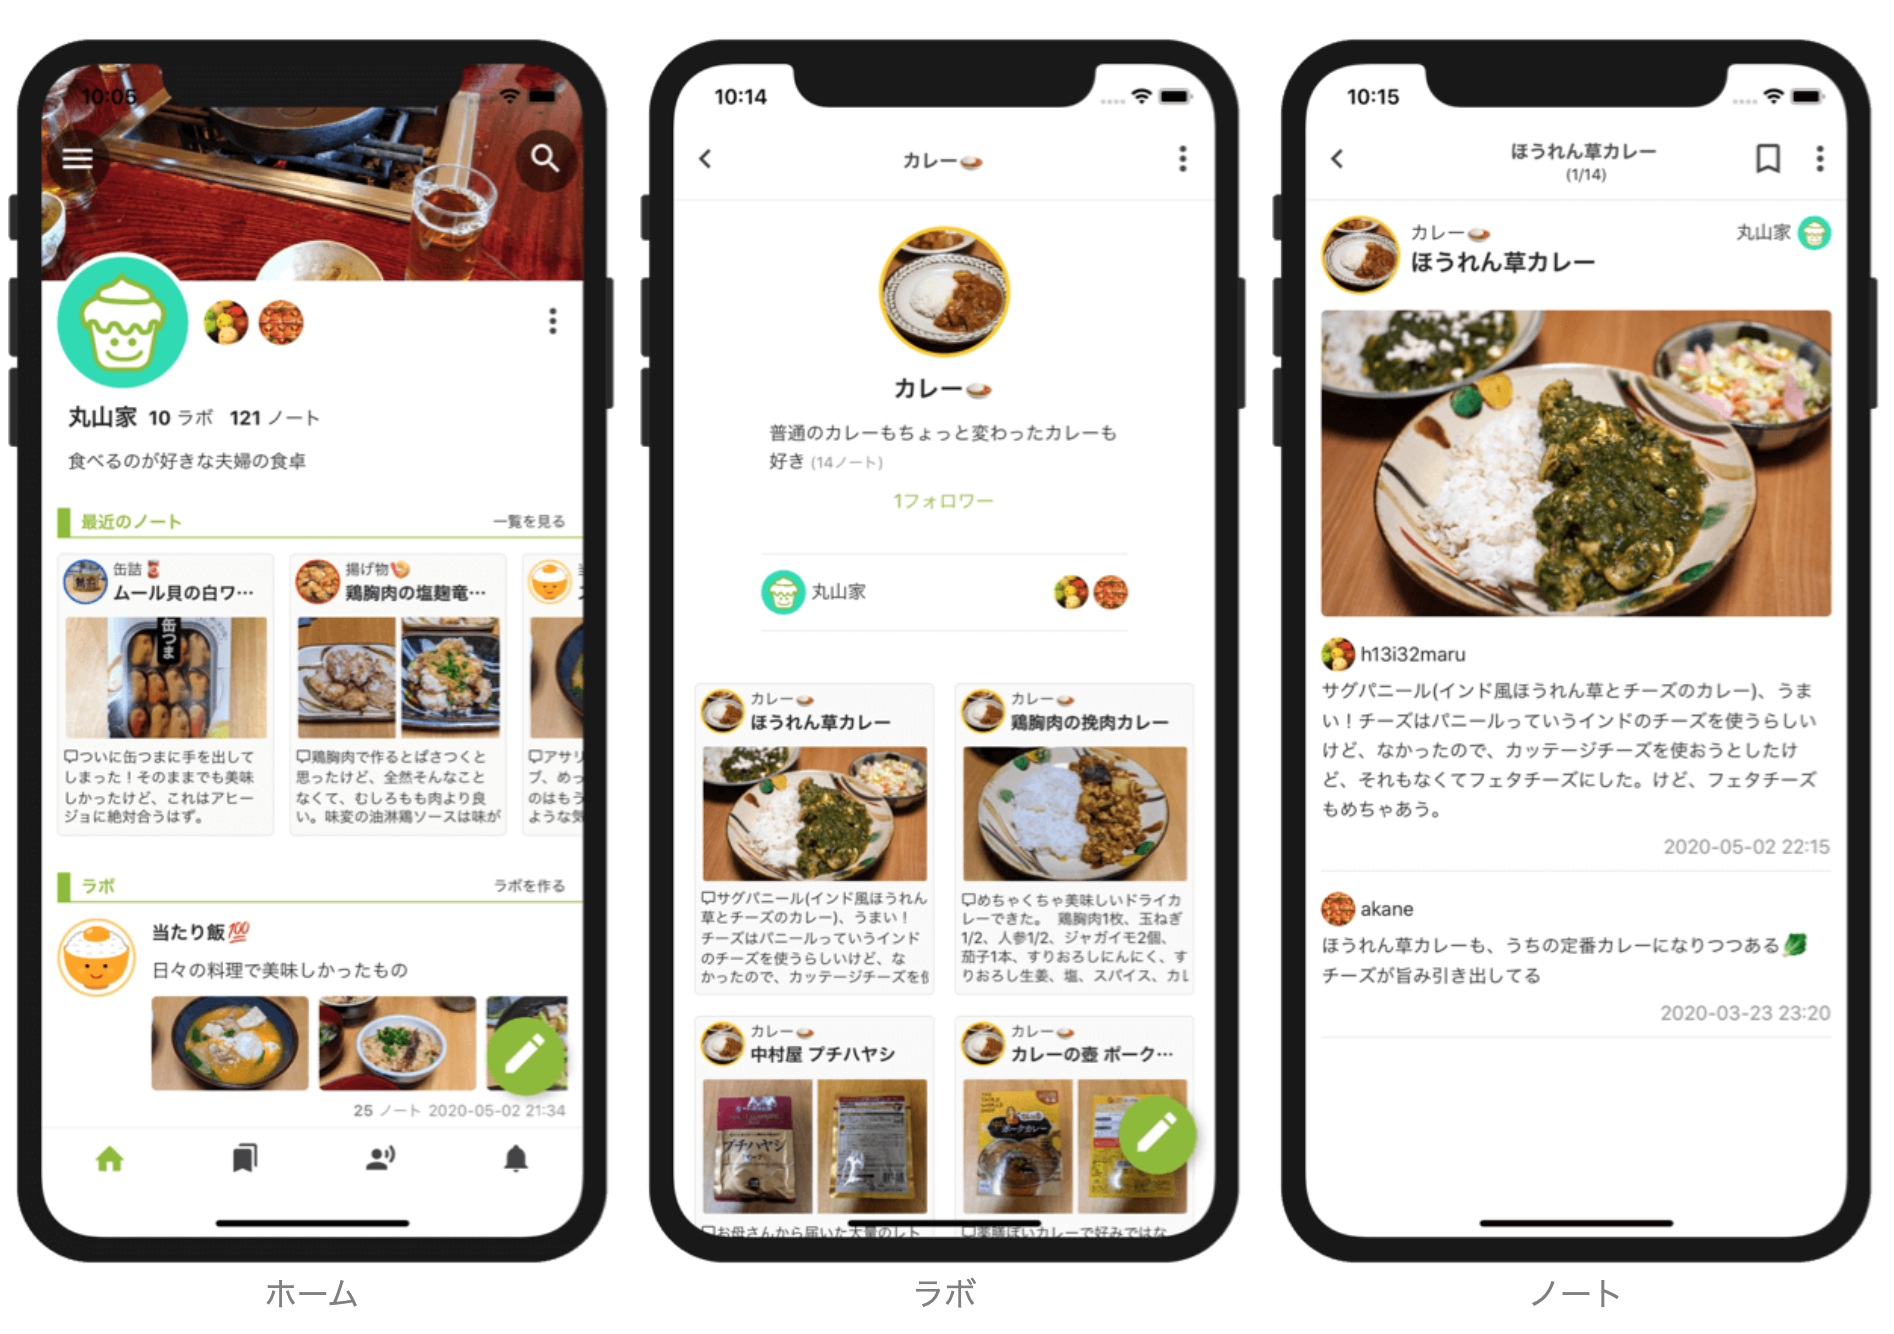 10:05
丸山家 10 ラボ 121 ノート
食べるのが好きな夫婦の食卓
最近のノート 一覧を見る
缶詰
ムール貝の白ワ…
缶つま
ついに缶つまに手を出して
しまった！そのままでも美味
しかったけど、これはアヒー
ジョに絶対合うはず。
揚げ物
鶏胸肉の塩麹竜…
鶏胸肉で作るとぱさつくと
思ったけど、全然そんなこと
なくて、むしろもも肉より良
い。味変の油淋鶏ソースは味が
アサリ
ブ、めっ
のはもう
ような気
ラボ ラボを作る
当たり飯💯
日々の料理で美味しかったもの
25 ノート 2020-05-02 21:34
ホーム
10:14
カレー🍛
カレー🍛
普通のカレーもちょっと変わったカレーも
好き (14ノート)
1フォロワー
丸山家
カレー🍛
ほうれん草カレー
サグパニール(インド風ほうれん
草とチーズのカレー)、うまい！
チーズはパニールっていうインド
のチーズを使うらしいけど、な
かったので、カッテージチーズを使
カレー🍛
鶏胸肉の挽肉カレー
めちゃくちゃ美味しいドライカ
レーできた。 鶏胸肉1枚、玉ねぎ
1/2、人参1/2、ジャガイモ2個、
茄子1本、すりおろしにんにく、す
りおろし生姜、塩、スパイス、カレ
カレー🍛
中村屋 プチハヤシ
プチハヤシ
お母さんから届いた大量のレト
カレー🍛
カレーの壺 ポーク…
ポークカレー
薬膳ぽいカレーで好みではな
ラボ
10:15
ほうれん草カレー
(1/14)
カレー🍛
ほうれん草カレー
丸山家
h13i32maru
サグパニール(インド風ほうれん草とチーズのカレー)、うま
い！チーズはパニールっていうインドのチーズを使うらしい
けど、なかったので、カッテージチーズを使おうとしたけ
ど、それもなくてフェタチーズにした。けど、フェタチーズ
もめちゃあう。
2020-05-02 22:15
akane
ほうれん草カレーも、うちの定番カレーになりつつある🥬
チーズが旨み引き出してる
2020-03-23 23:20
ノート